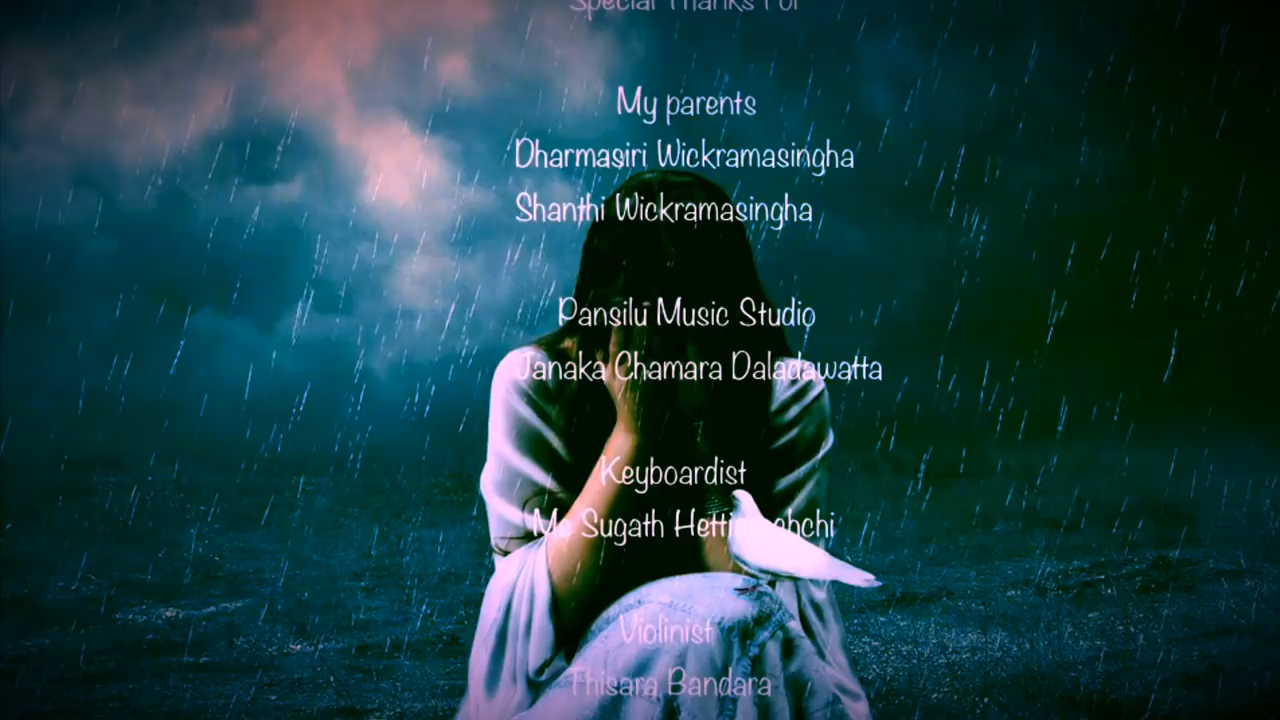 Special Thanks For
My parents
Dharmasiri Wickramasingha
Shanthi Wickramasingha
Pansilu Music Studio
Janaka Chamara Daladawatta
Keyboardist
Sugath
Violinist
Thisara Bandara